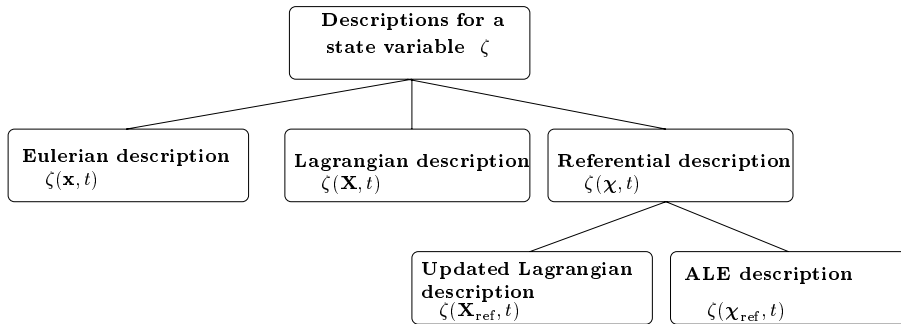 Descriptions for a
state variable ζ
Eulerian description
ζ(x, t)
Lagrangian description
ζ(X, t)
Referential description
ζ(χ, t)
Updated Lagrangian
description
ζ(X_ref, t)
ALE description
ζ(χ_ref, t)